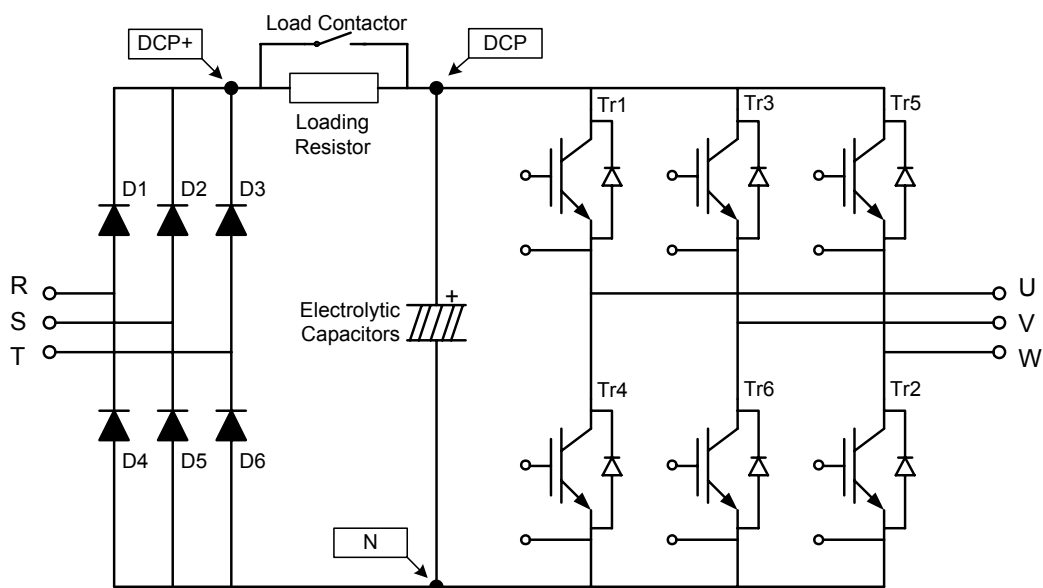 Load Contactor
DCP+
DCP
Loading
Resistor
Tr1
Tr3
Tr5
D1
D2
D3
R
S
T
+
Electrolytic
Capacitors
U
V
W
Tr4
Tr6
Tr2
D4
D5
D6
N